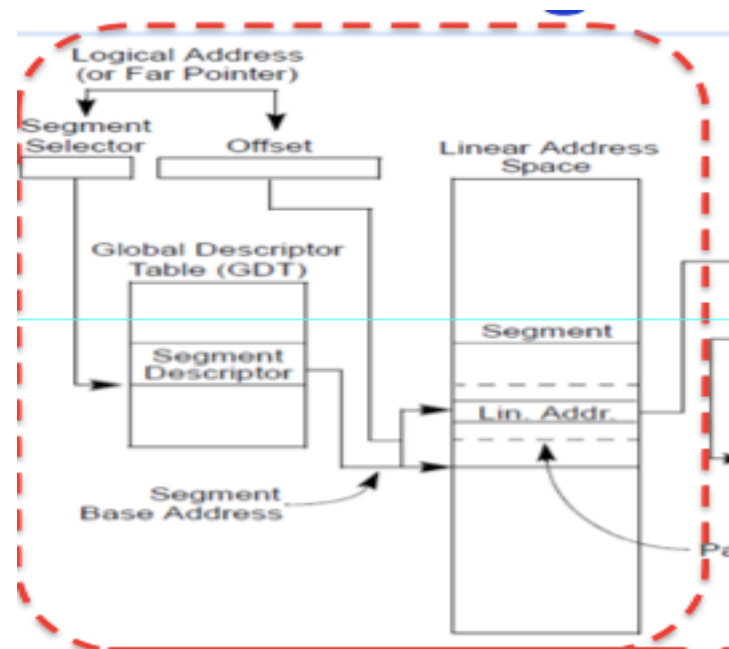 Logical Address
(or Far Pointer)
Segment
Selector
Offset
Linear Address
Space
Global Descriptor
Table (GDT)
Segment
Segment
Descriptor
Lin. Addr.
Segment
Base Address
Pa